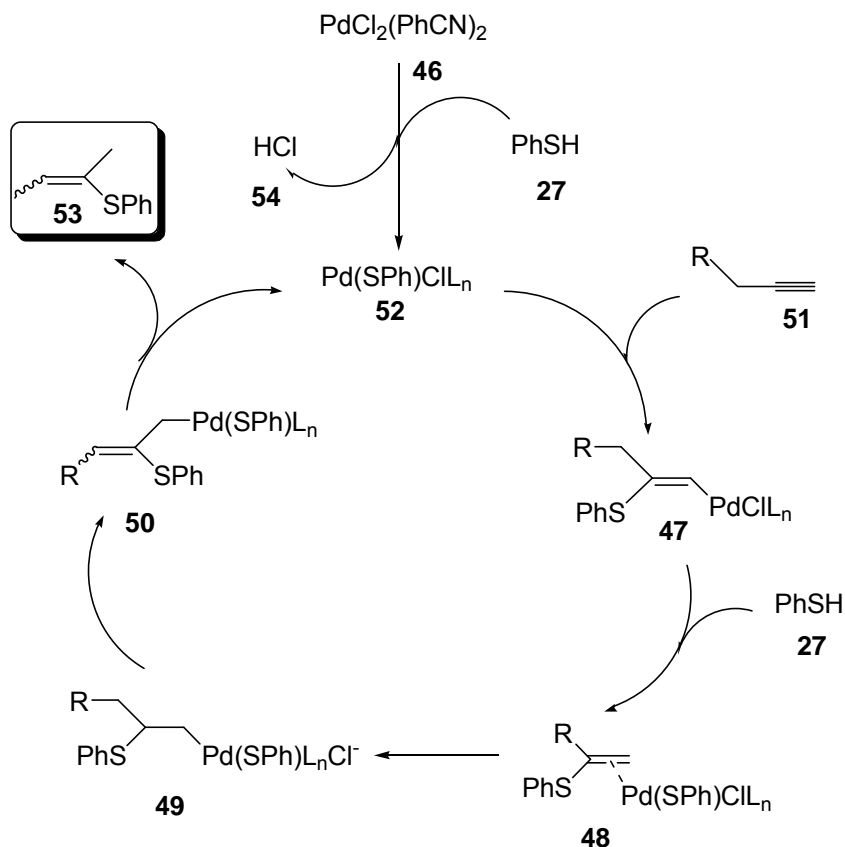 PdCl2(PhCN)2
46
HCl
54
PhSH
27
SPh
53
Pd(SPh)ClLn
52
R
51
Pd(SPh)Ln
R
SPh
50
R
PhS
PdClLn
47
PhSH
27
R
PhS
Pd(SPh)LnCl-
49
R
PhS
Pd(SPh)ClLn
48